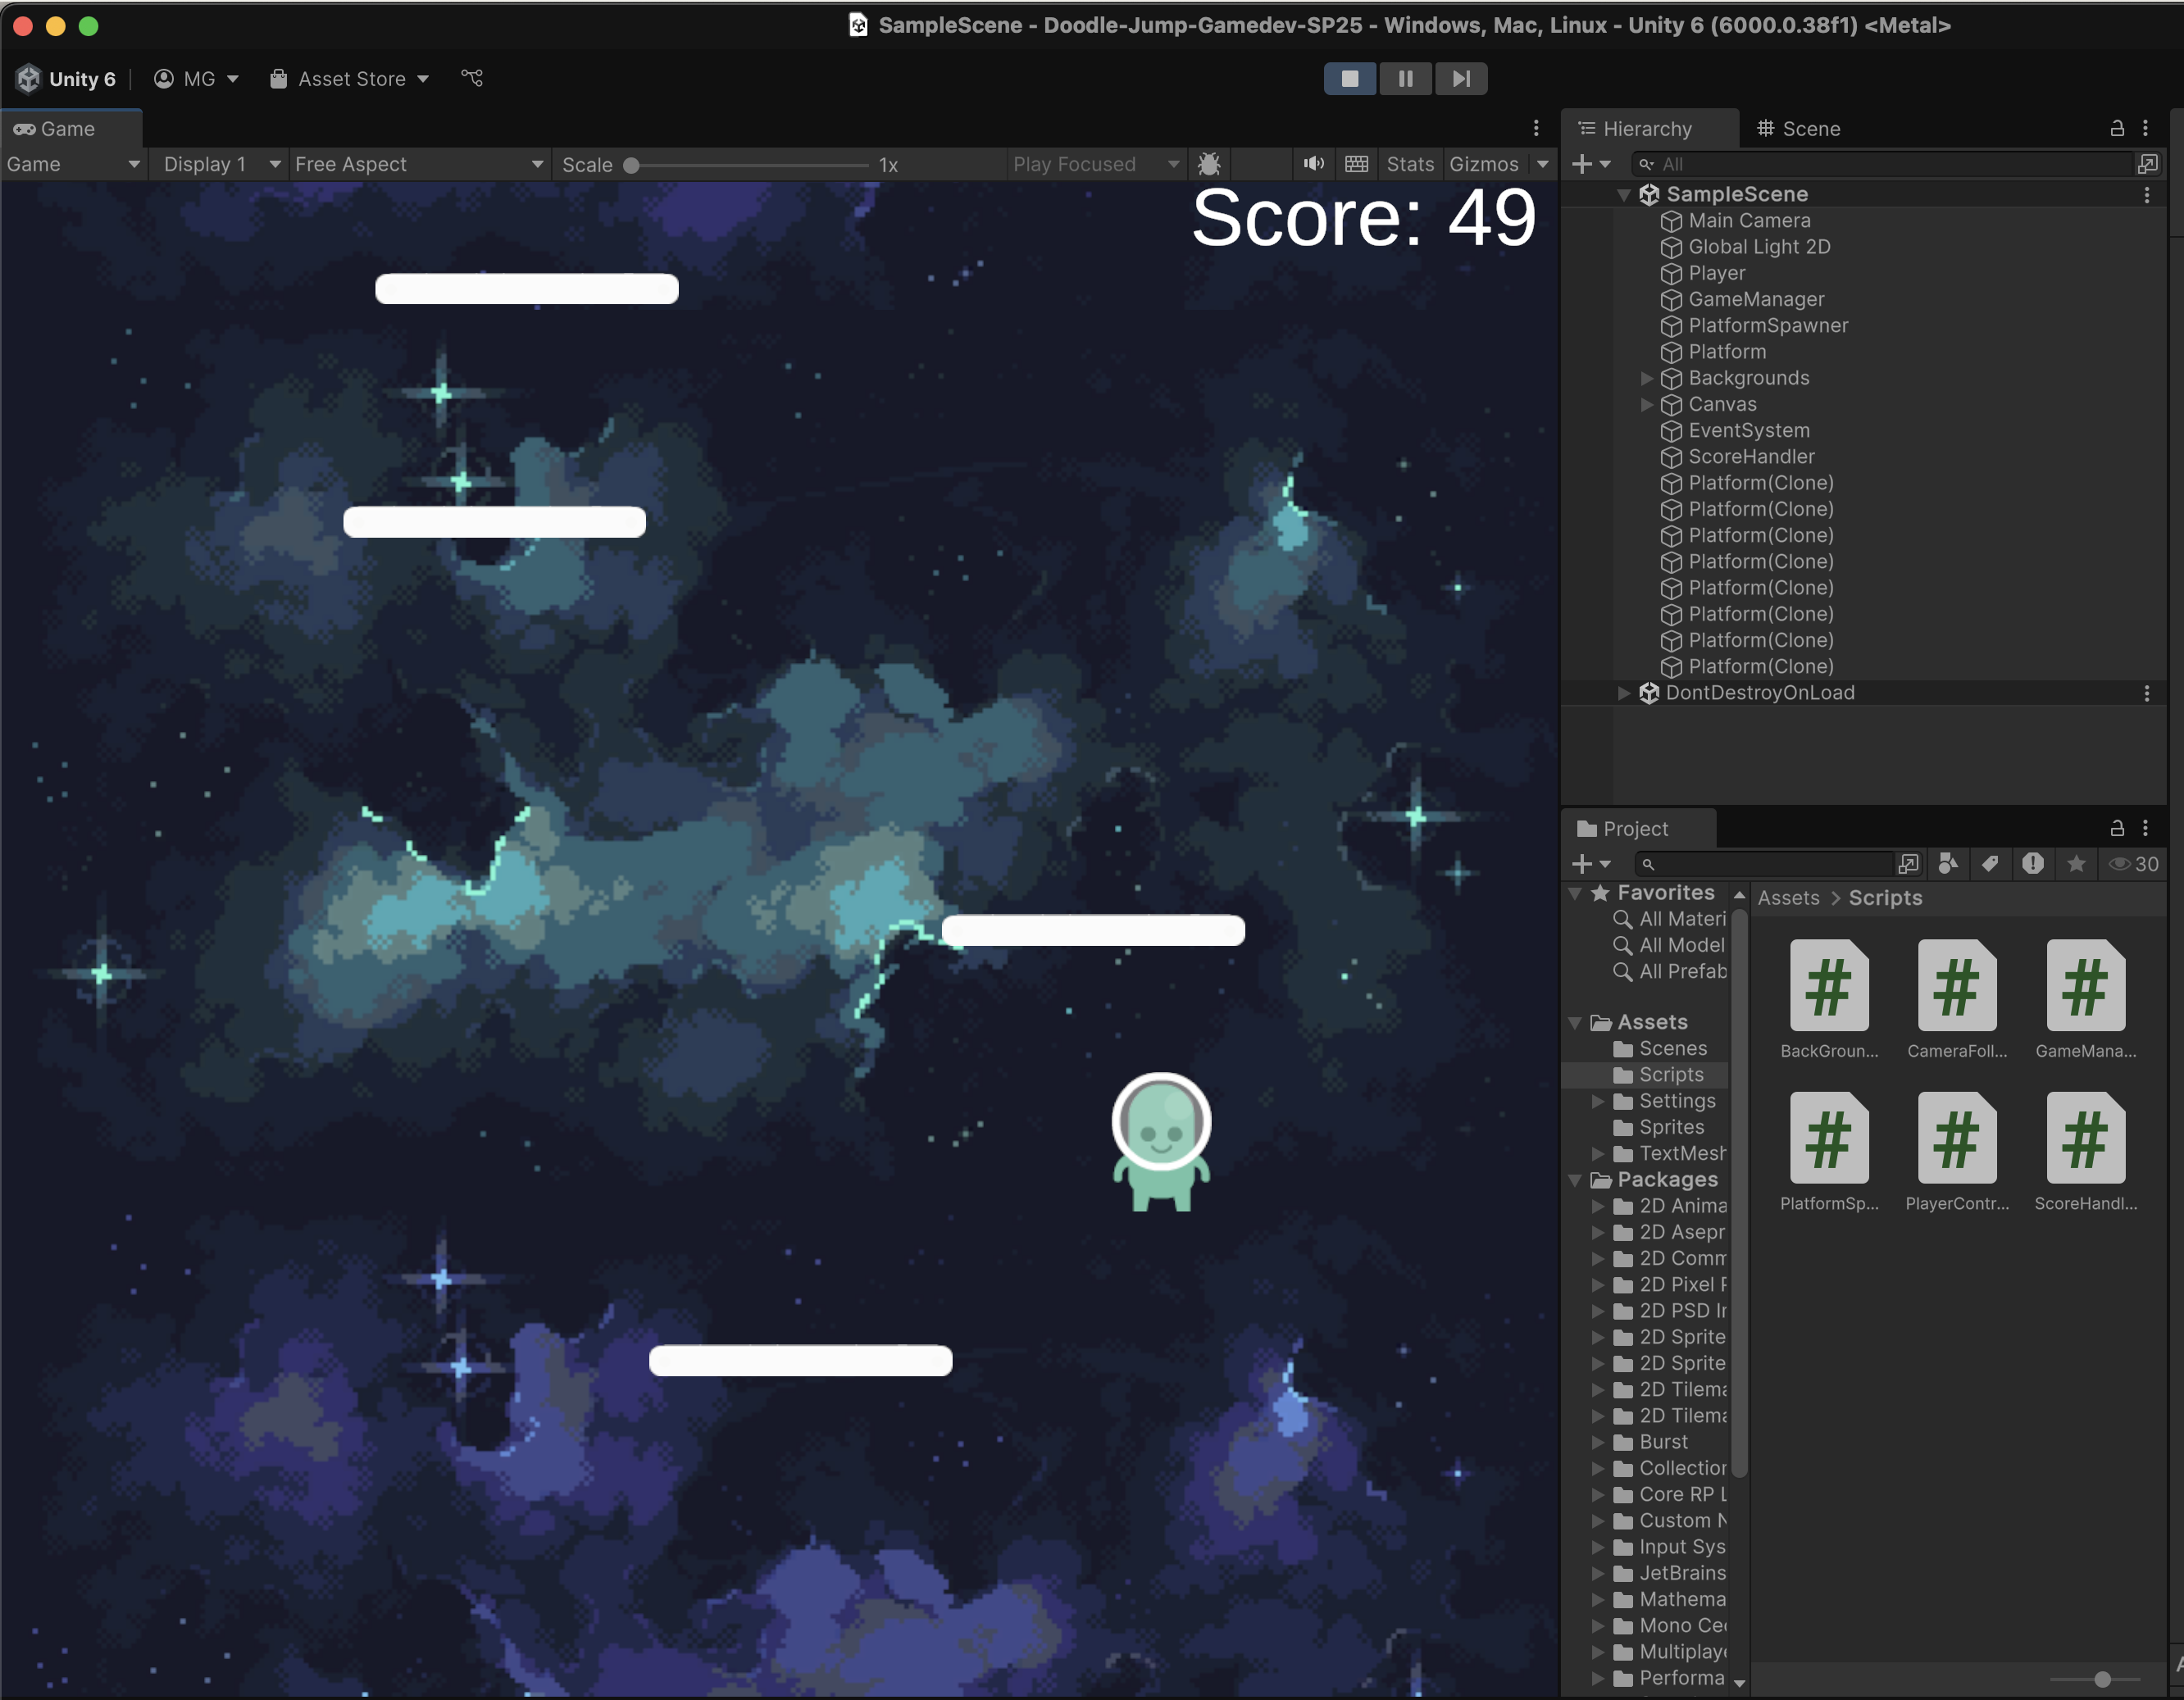 SampleScene - Doodle-Jump-Gamedev-SP25 - Windows, Mac, Linux - Unity 6 (6000.0.38f1) <Metal>
Unity 6 MG Asset Store
Game
Game Display 1 Free Aspect Scale 1x Play Focused Stats Gizmos
Score: 49
Hierarchy Scene
All
SampleScene
Main Camera
Global Light 2D
Player
GameManager
PlatformSpawner
Platform
Backgrounds
Canvas
EventSystem
ScoreHandler
Platform(Clone)
Platform(Clone)
Platform(Clone)
Platform(Clone)
Platform(Clone)
Platform(Clone)
Platform(Clone)
Platform(Clone)
DontDestroyOnLoad
Project
30
Favorites
All Materi
All Model
All Prefab
Assets
Scenes
Scripts
Settings
Sprites
TextMesh
Packages
2D Anima
2D Asepr
2D Comm
2D Pixel P
2D PSD Im
2D Sprite
2D Sprite
2D Tilema
2D Tilema
Burst
Collection
Core RP L
Custom N
Input Sys
JetBrains
Mathema
Mono Cec
Multiplaye
Performa
Assets > Scripts
BackGroun... CameraFoll... GameMana...
PlatformSp... PlayerContr... ScoreHandl...